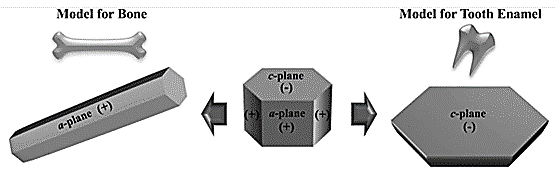 Model for Bone
Model for Tooth Enamel
a-plane (+)
c-plane
(-)
(+)
a-plane
(+)
(+)
c-plane
(-)